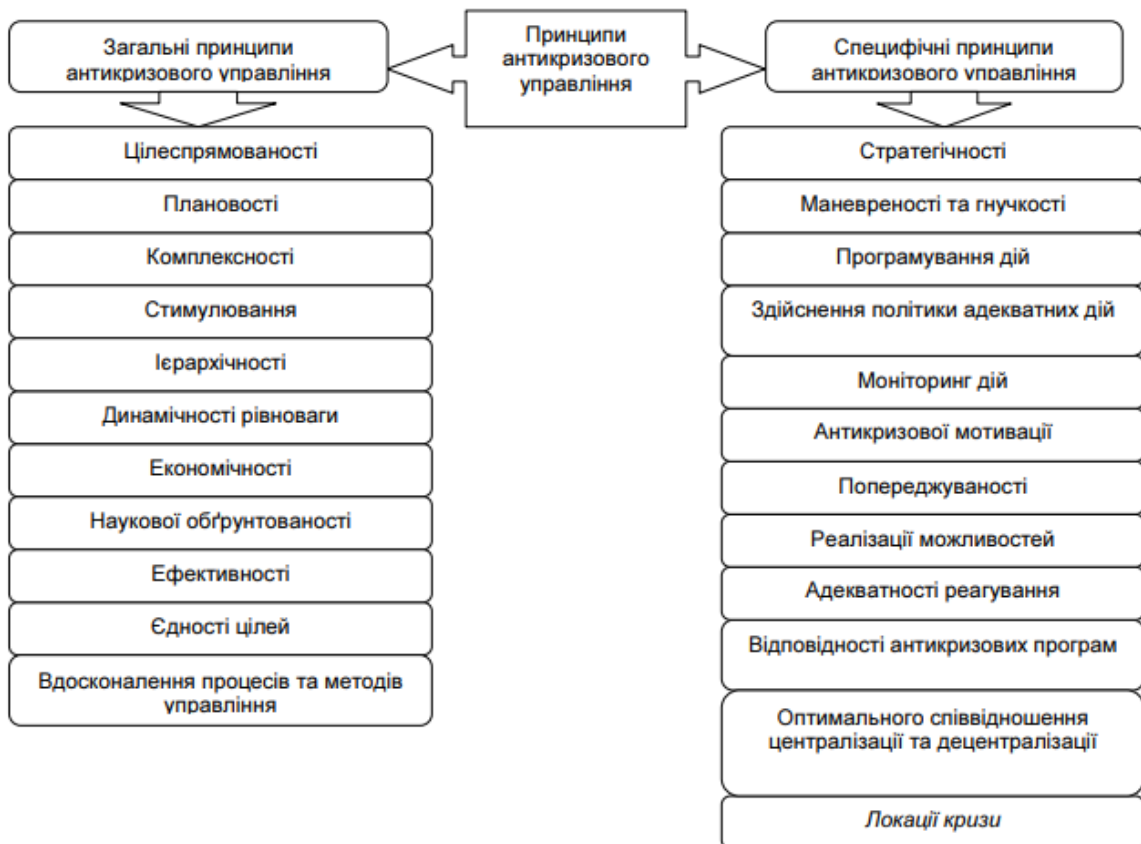 Загальні принципи
антикризового управління
Принципи
антикризового
управління
Специфічні принципи
антикризового управління
Цілеспрямованості
Плановості
Комплексності
Стимулювання
Ієрархічності
Динамічності рівноваги
Економічності
Наукової обґрунтованості
Ефективності
Єдності цілей
Вдосконалення процесів та методів
управління
Стратегічності
Маневреності та гнучкості
Програмування дій
Здійснення політики адекватних дій
Моніторинг дій
Антикризової мотивації
Попереджуваності
Реалізації можливостей
Адекватності реагування
Відповідності антикризових програм
Оптимального співвідношення
централізації та децентралізації
Локації кризи